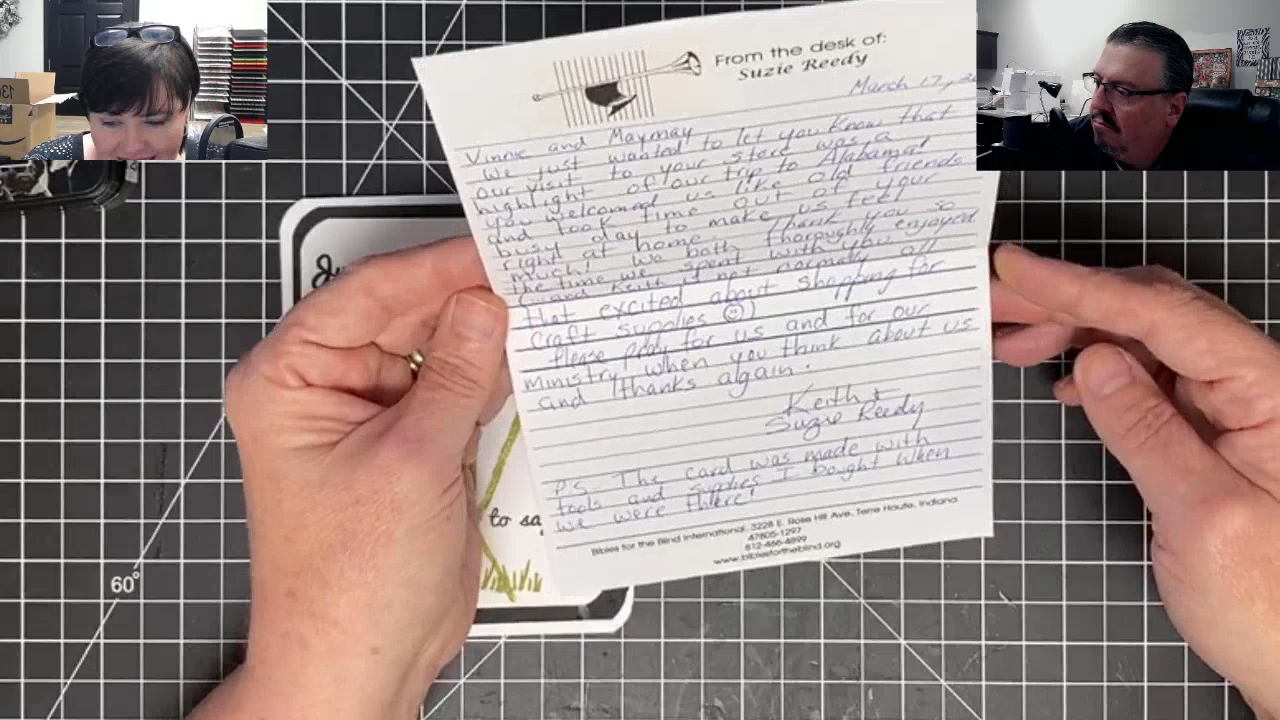 From the desk of:
Suzie Reedy
March 17,
Vinnie and Maymay
We just wanted to let you know that
our visit to your store was a
highlight of our trip to Alabama!
You welcomed us like old friends
and took time out of your
busy day to make us feel
right at home. Thank you so
much! We both thoroughly enjoyed
the time we spent with you.
(and Keith's not normally all
that excited about shopping for
craft supplies ☺)
Please pray for us and for our
ministry when you think about us
and thanks again.
Keith &
Suzie Reedy
P.S. The card was made with
tools and supplies I bought when
we were there!
Bibles for the Blind International, 3228 E. Rose Hill Ave, Terre Haute, Indiana
47805-1297
812-466-4899
www.biblesfortheblind.org
to sa
60°